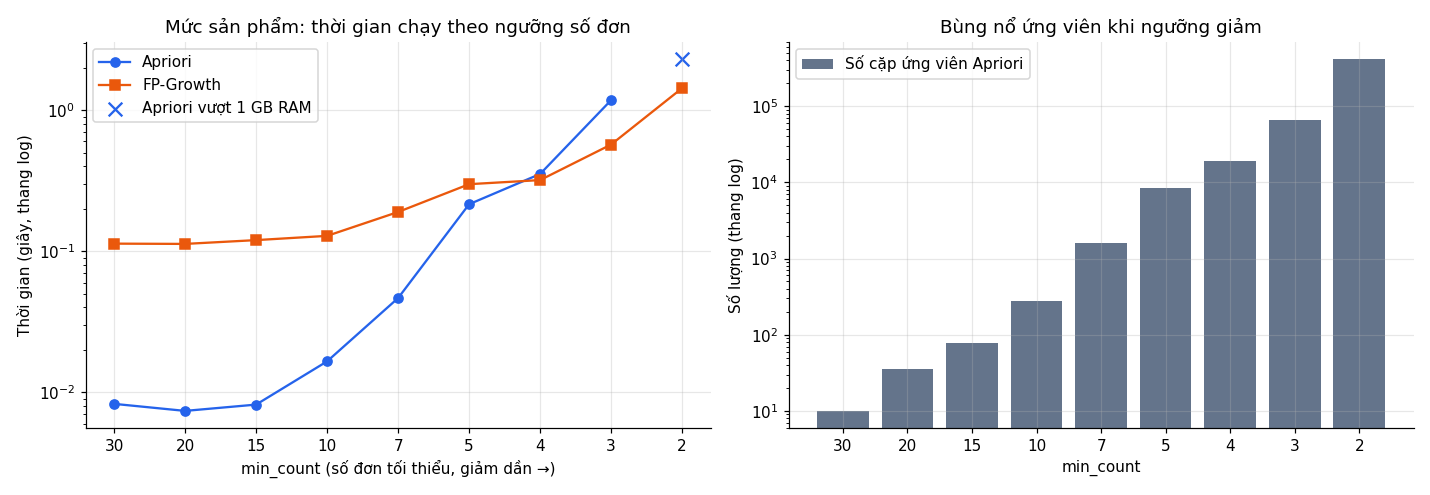 Mức sản phẩm: thời gian chạy theo ngưỡng số đơn
Apriori
FP-Growth
Apriori vượt 1 GB RAM
Thời gian (giây, thang log)
10⁰
10⁻¹
10⁻²
30 20 15 10 7 5 4 3 2
min_count (số đơn tối thiểu, giảm dần →)
Bùng nổ ứng viên khi ngưỡng giảm
Số cặp ứng viên Apriori
Số lượng (thang log)
10⁵
10⁴
10³
10²
10¹
30 20 15 10 7 5 4 3 2
min_count